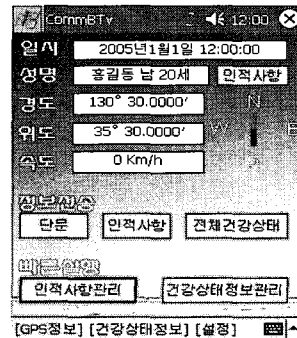 CommBTv 12:00
일시 2005년1월1일 12:00:00
성명 홍길동 남 20세 인적사항
경도 130° 30.0000′ N
위도 35° 30.0000′ W E
속도 0 Km/h
정보전송
단문 인적사항 전체건강상태
빠른실행
인적사항관리 건강상태정보관리
[GPS정보] [건강상태정보] [설정]